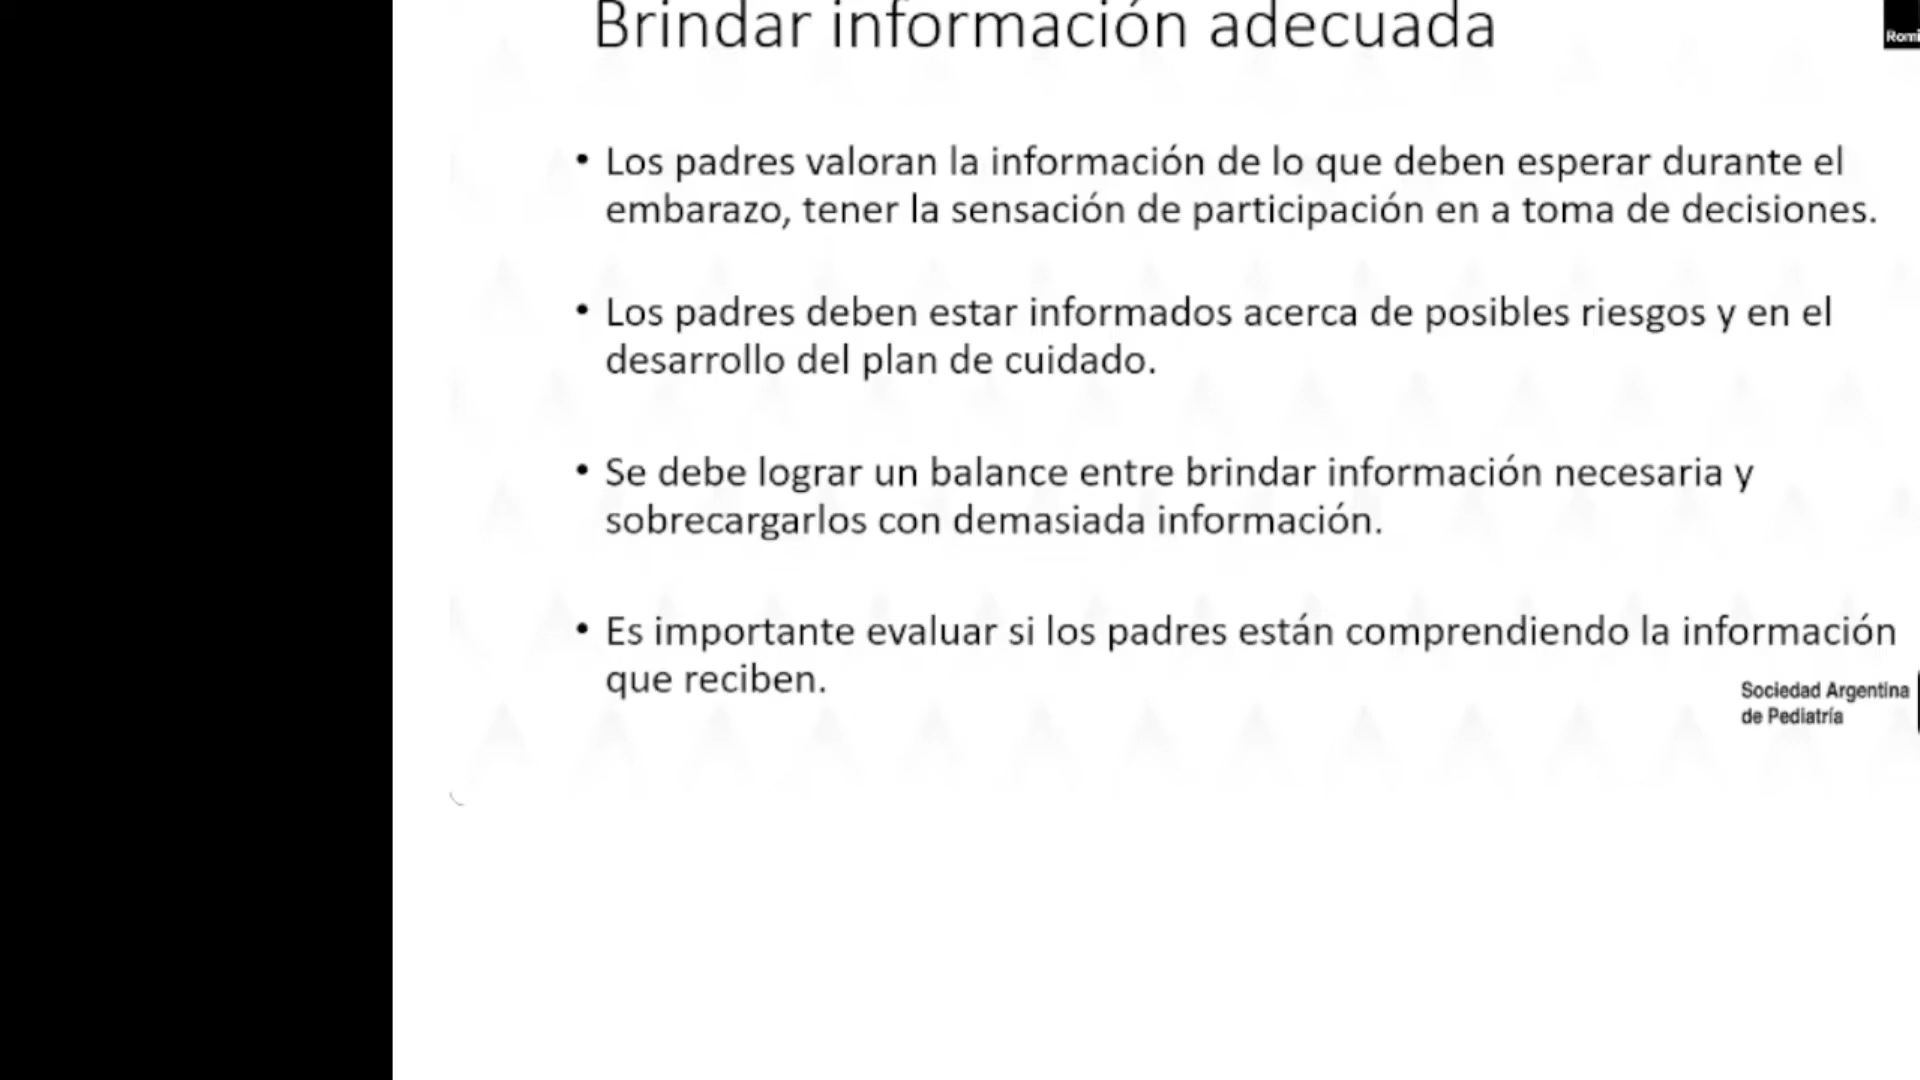 Brindar información adecuada
Romi
• Los padres valoran la información de lo que deben esperar durante el
embarazo, tener la sensación de participación en a toma de decisiones.
• Los padres deben estar informados acerca de posibles riesgos y en el
desarrollo del plan de cuidado.
• Se debe lograr un balance entre brindar información necesaria y
sobrecargarlos con demasiada información.
• Es importante evaluar si los padres están comprendiendo la información
que reciben.
Sociedad Argentina
de Pediatría